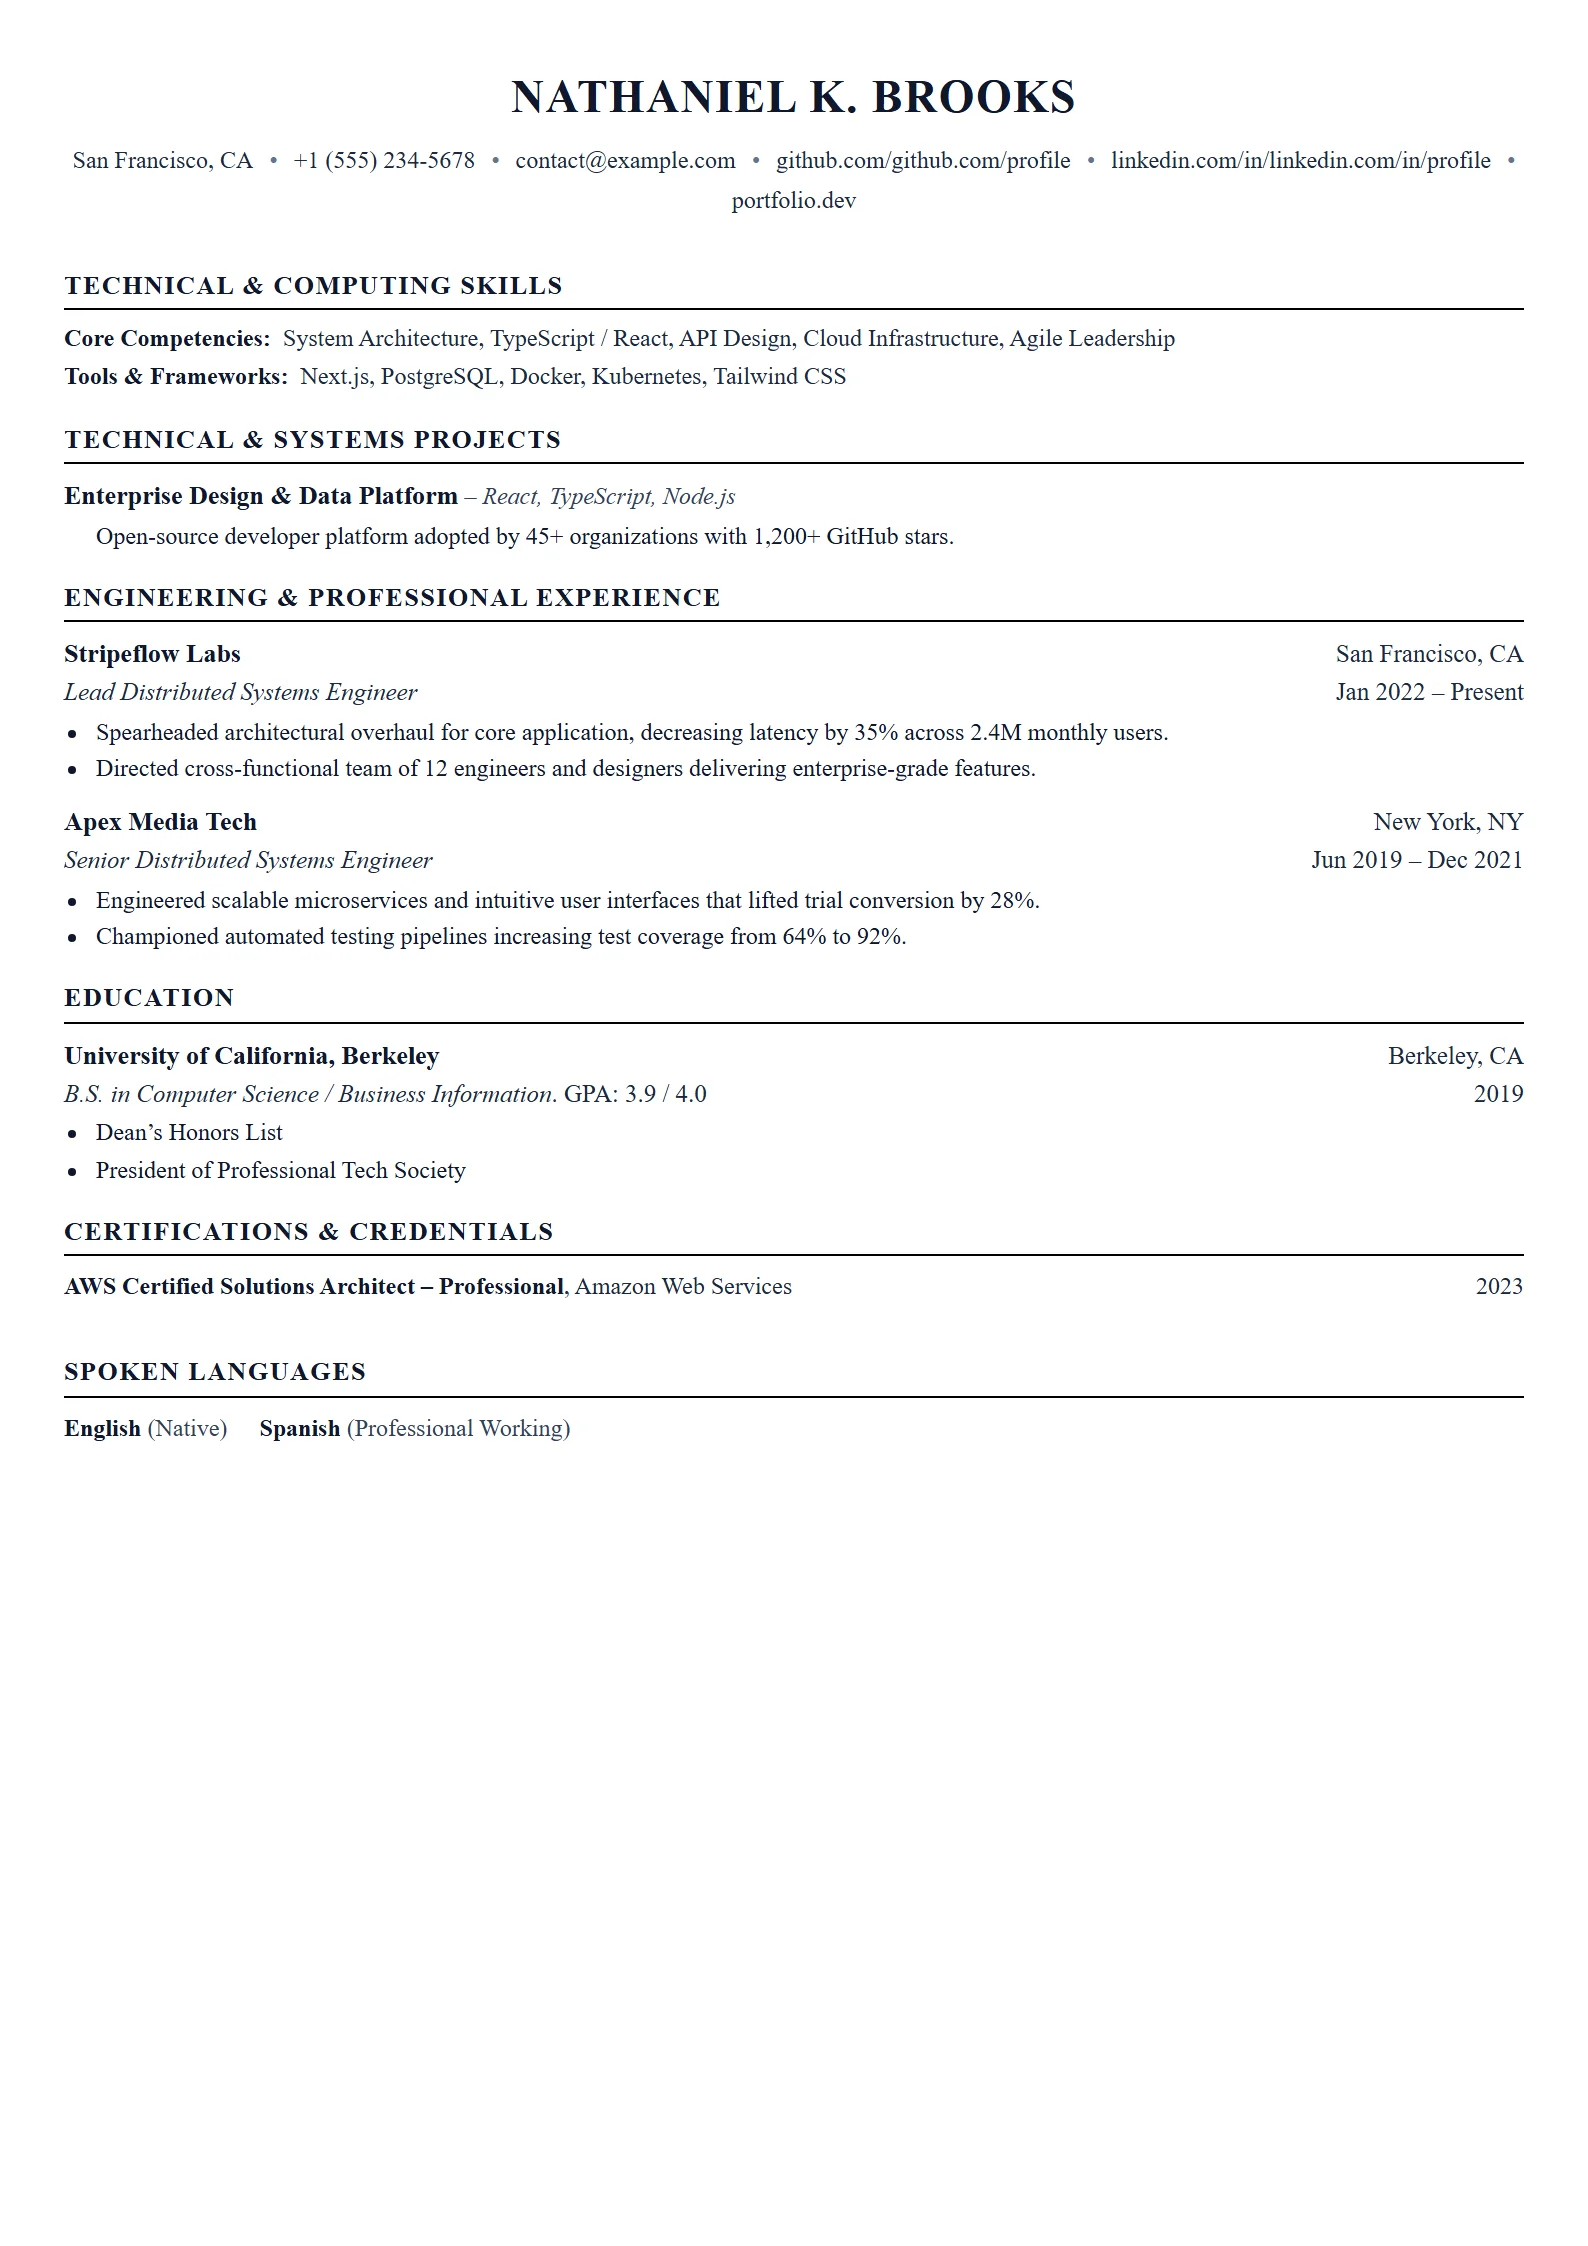 NATHANIEL K. BROOKS
San Francisco, CA • +1 (555) 234-5678 • contact@example.com • github.com/github.com/profile • linkedin.com/in/linkedin.com/in/profile •
portfolio.dev
TECHNICAL & COMPUTING SKILLS
Core Competencies: System Architecture, TypeScript / React, API Design, Cloud Infrastructure, Agile Leadership
Tools & Frameworks: Next.js, PostgreSQL, Docker, Kubernetes, Tailwind CSS
TECHNICAL & SYSTEMS PROJECTS
Enterprise Design & Data Platform – React, TypeScript, Node.js
Open-source developer platform adopted by 45+ organizations with 1,200+ GitHub stars.
ENGINEERING & PROFESSIONAL EXPERIENCE
Stripeflow Labs San Francisco, CA
Lead Distributed Systems Engineer Jan 2022 – Present
• Spearheaded architectural overhaul for core application, decreasing latency by 35% across 2.4M monthly users.
• Directed cross-functional team of 12 engineers and designers delivering enterprise-grade features.
Apex Media Tech New York, NY
Senior Distributed Systems Engineer Jun 2019 – Dec 2021
• Engineered scalable microservices and intuitive user interfaces that lifted trial conversion by 28%.
• Championed automated testing pipelines increasing test coverage from 64% to 92%.
EDUCATION
University of California, Berkeley Berkeley, CA
B.S. in Computer Science / Business Information. GPA: 3.9 / 4.0 2019
• Dean’s Honors List
• President of Professional Tech Society
CERTIFICATIONS & CREDENTIALS
AWS Certified Solutions Architect – Professional, Amazon Web Services 2023
SPOKEN LANGUAGES
English (Native) Spanish (Professional Working)